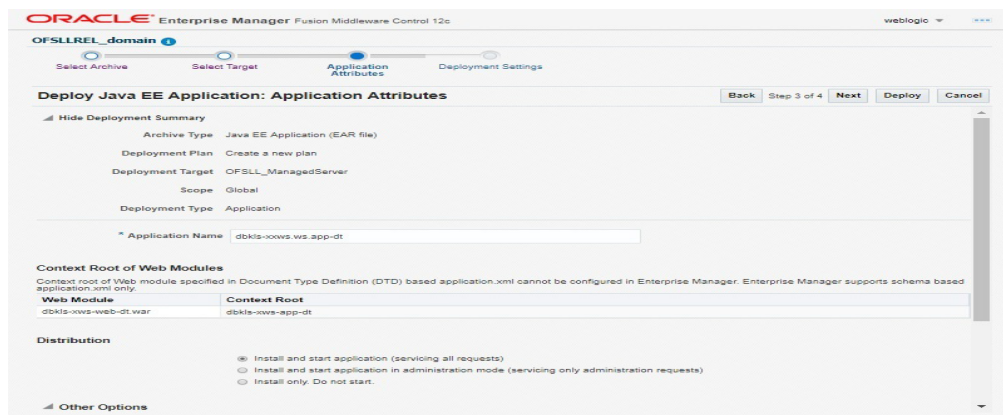 ORACLE Enterprise Manager Fusion Middleware Control 12c
weblogic
OFSLLREL_domain
Select Archive
Select Target
Application Attributes
Deployment Settings
Deploy Java EE Application: Application Attributes
Back Step 3 of 4 Next Deploy Cancel
Hide Deployment Summary
Archive Type Java EE Application (EAR file)
Deployment Plan Create a new plan
Deployment Target OFSLL_ManagedServer
Scope Global
Deployment Type Application
* Application Name dbkls-xxws.ws.app-dt
Context Root of Web Modules
Context root of Web module specified in Document Type Definition (DTD) based application.xml cannot be configured in Enterprise Manager. Enterprise Manager supports schema based
application.xml only.
Web Module Context Root
dbkls-xws-web-dt.war dbkls-xws-app-dt
Distribution
Install and start application (servicing all requests)
Install and start application in administration mode (servicing only administration requests)
Install only. Do not start.
Other Options